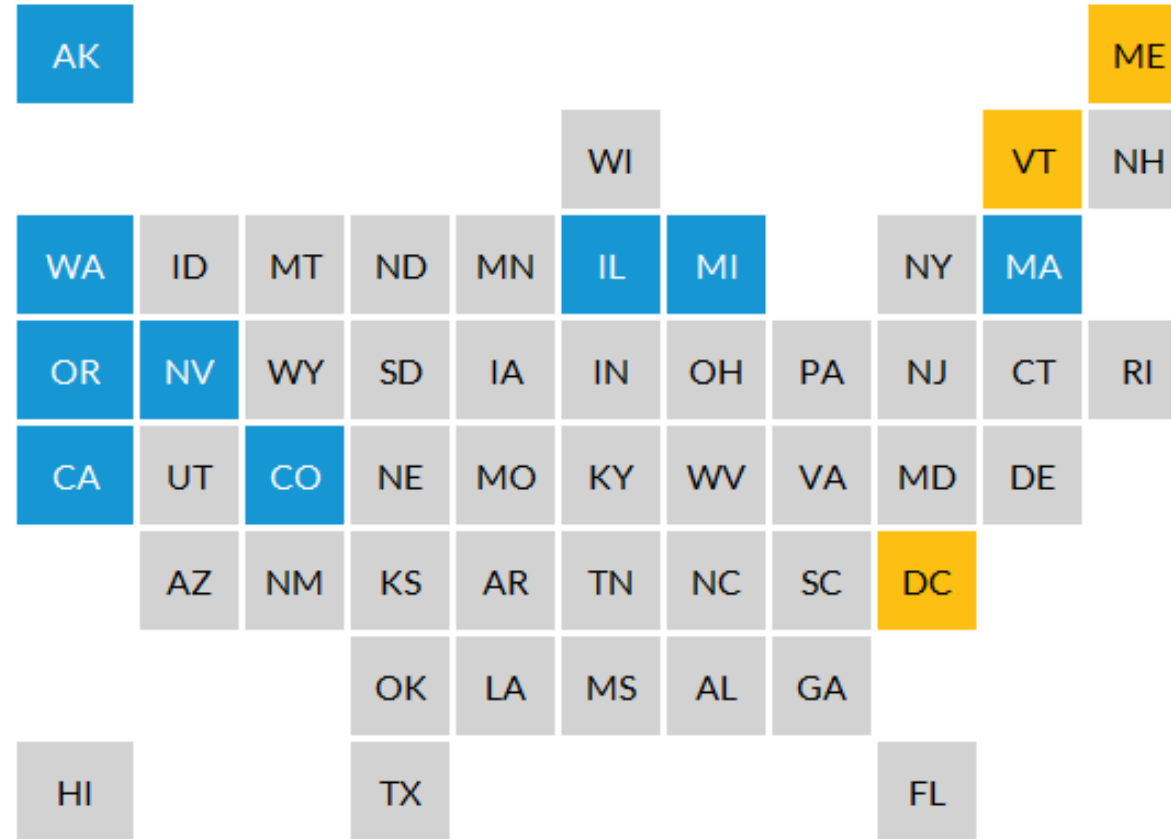 AK ME
WI VT NH
WA ID MT ND MN IL MI NY MA
OR NV WY SD IA IN OH PA NJ CT RI
CA UT CO NE MO KY WV VA MD DE
AZ NM KS AR TN NC SC DC
OK LA MS AL GA
HI TX FL